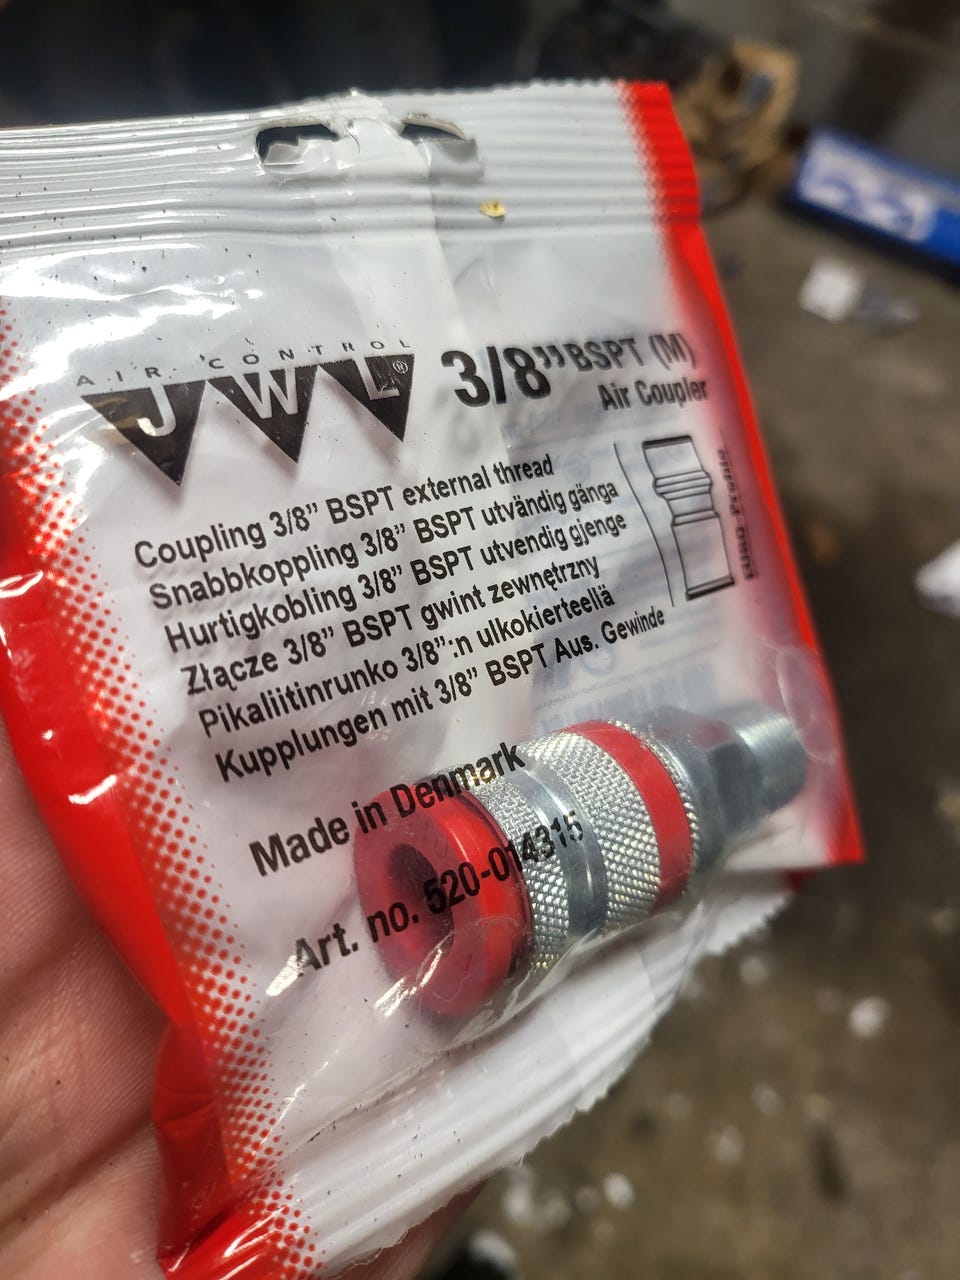 AIR CONTROL
JWL®
3/8” BSPT (M)
Air Coupler
Coupling 3/8” BSPT external thread
Snabbkoppling 3/8” BSPT utvändig gänga
Hurtigkobling 3/8” BSPT utvendig gjenge
Złącze 3/8” BSPT gwint zewnętrzny
Pikaliitinrunko 3/8”:n ulkokierteellä
Kupplungen mit 3/8” BSPT Aus. Gewinde
EURO Profile
Made in Denmark
Art. no. 520-014315